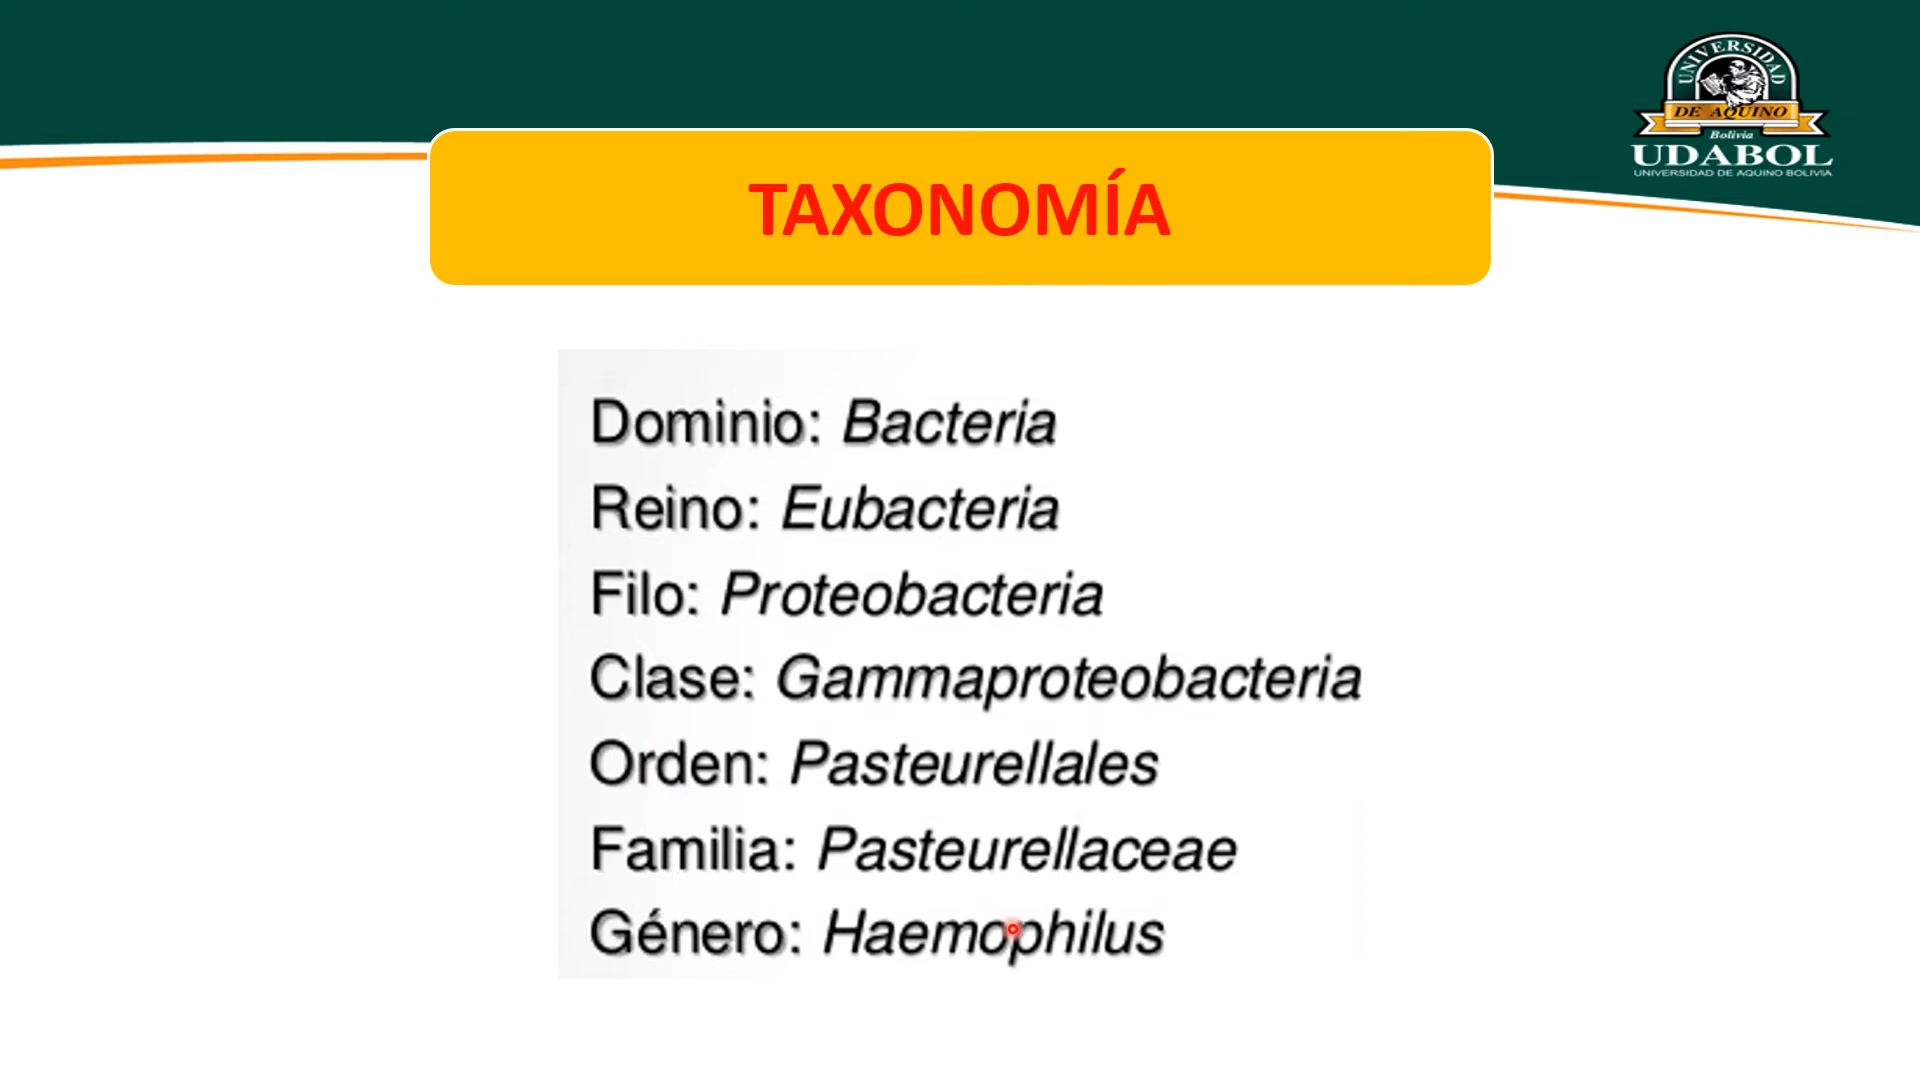 UNIVERSIDAD
DE AQUINO
Bolivia
UDABOL
UNIVERSIDAD DE AQUINO BOLIVIA
TAXONOMÍA
Dominio: Bacteria
Reino: Eubacteria
Filo: Proteobacteria
Clase: Gammaproteobacteria
Orden: Pasteurellales
Familia: Pasteurellaceae
Género: Haemophilus